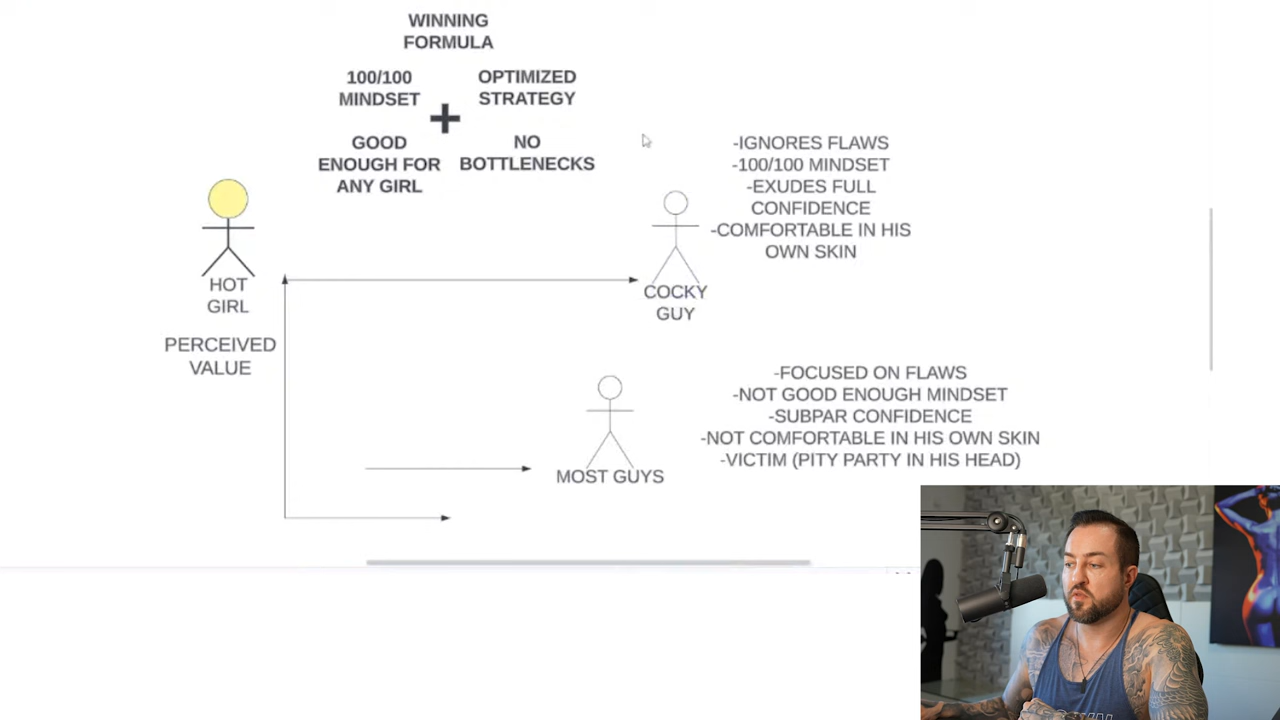 WINNING
FORMULA
100/100
MINDSET
+
OPTIMIZED
STRATEGY
GOOD
ENOUGH FOR
ANY GIRL
NO
BOTTLENECKS
HOT
GIRL
PERCEIVED
VALUE
-IGNORES FLAWS
-100/100 MINDSET
-EXUDES FULL
CONFIDENCE
-COMFORTABLE IN HIS
OWN SKIN
COCKY
GUY
-FOCUSED ON FLAWS
-NOT GOOD ENOUGH MINDSET
-SUBPAR CONFIDENCE
-NOT COMFORTABLE IN HIS OWN SKIN
-VICTIM (PITY PARTY IN HIS HEAD)
MOST GUYS